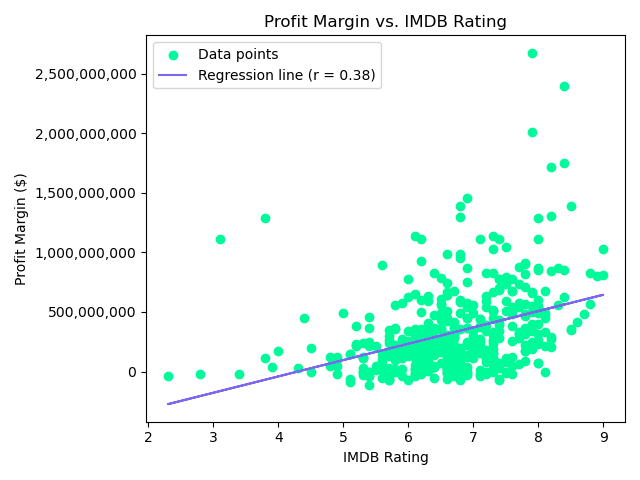 Profit Margin vs. IMDB Rating
Data points
Regression line (r = 0.38)
2,500,000,000
2,000,000,000
1,500,000,000
1,000,000,000
500,000,000
0
Profit Margin ($)
2 3 4 5 6 7 8 9
IMDB Rating